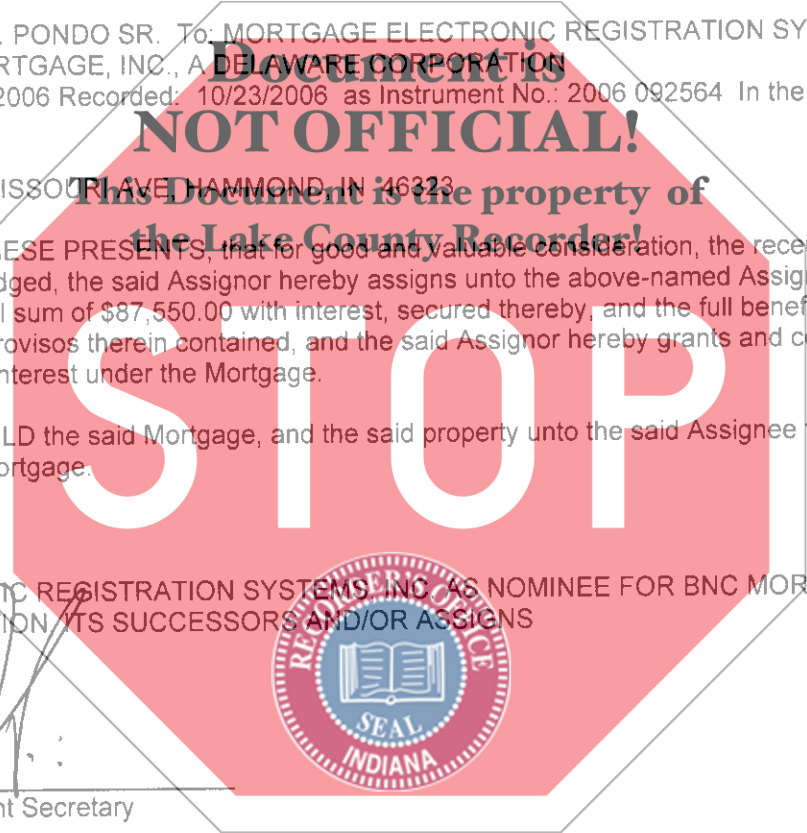 . PONDO SR. To: MORTGAGE ELECTRONIC REGISTRATION SY
RTGAGE, INC., A DELAWARE CORPORATION
Document is
2006 Recorded: 10/23/2006 as Instrument No.: 2006 092564 In the
NOT OFFICIAL!
ISSOURI AVE, HAMMOND, IN 46323
This Document is the property of
the Lake County Recorder!
ESE PRESENTS, that for good and valuable consideration, the recei
dged, the said Assignor hereby assigns unto the above-named Assig
l sum of $87,550.00 with interest, secured thereby, and the full benef
rovisos therein contained, and the said Assignor hereby grants and c
nterest under the Mortgage.
STOP
LD the said Mortgage, and the said property unto the said Assignee
ortgage.
IC REGISTRATION SYSTEMS, INC. AS NOMINEE FOR BNC MOR
ION, ITS SUCCESSORS AND/OR ASSIGNS
RECORDER'S OFFICE
SEAL
INDIANA
nt Secretary